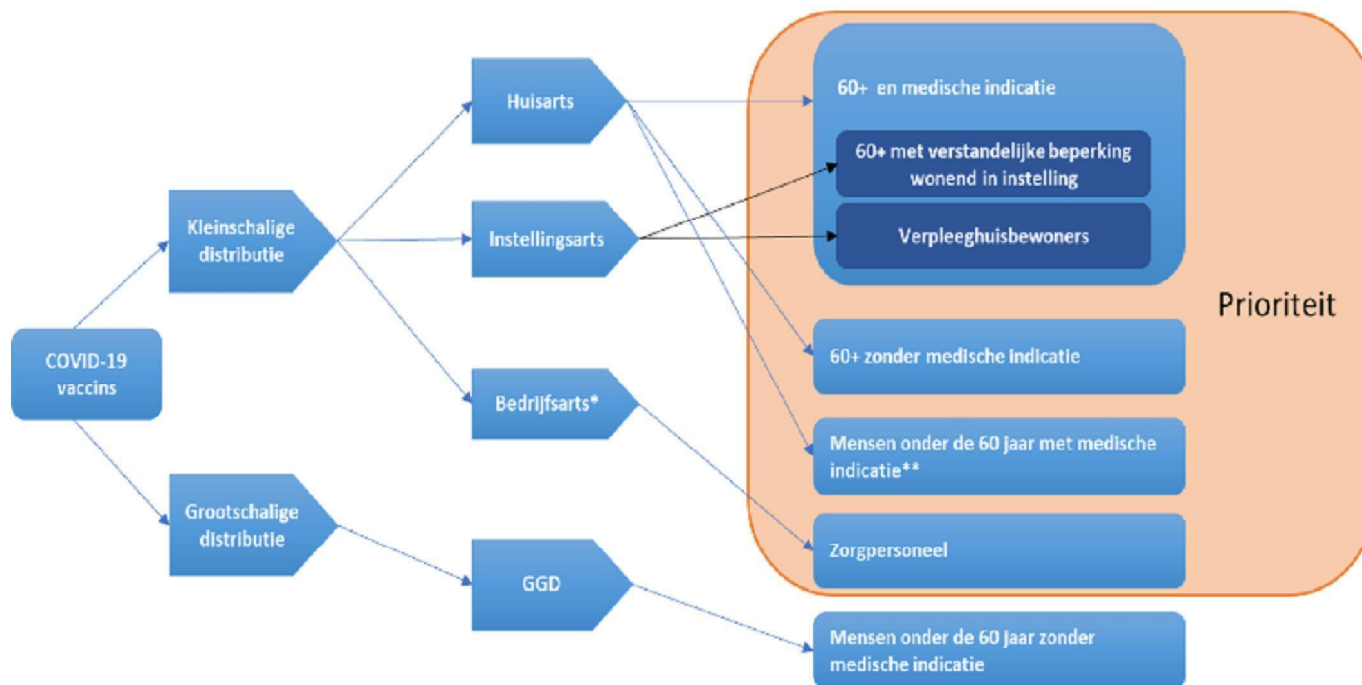 COVID-19
vaccins
Kleinschalige
distributie
Grootschalige
distributie
Huisarts
Instellingsarts
Bedrijfsarts*
GGD
60+ en medische indicatie
60+ met verstandelijke beperking
wonend in instelling
Verpleeghuisbewoners
60+ zonder medische indicatie
Mensen onder de 60 jaar met medische
indicatie**
Zorgpersoneel
Mensen onder de 60 jaar zonder
medische indicatie
Prioriteit